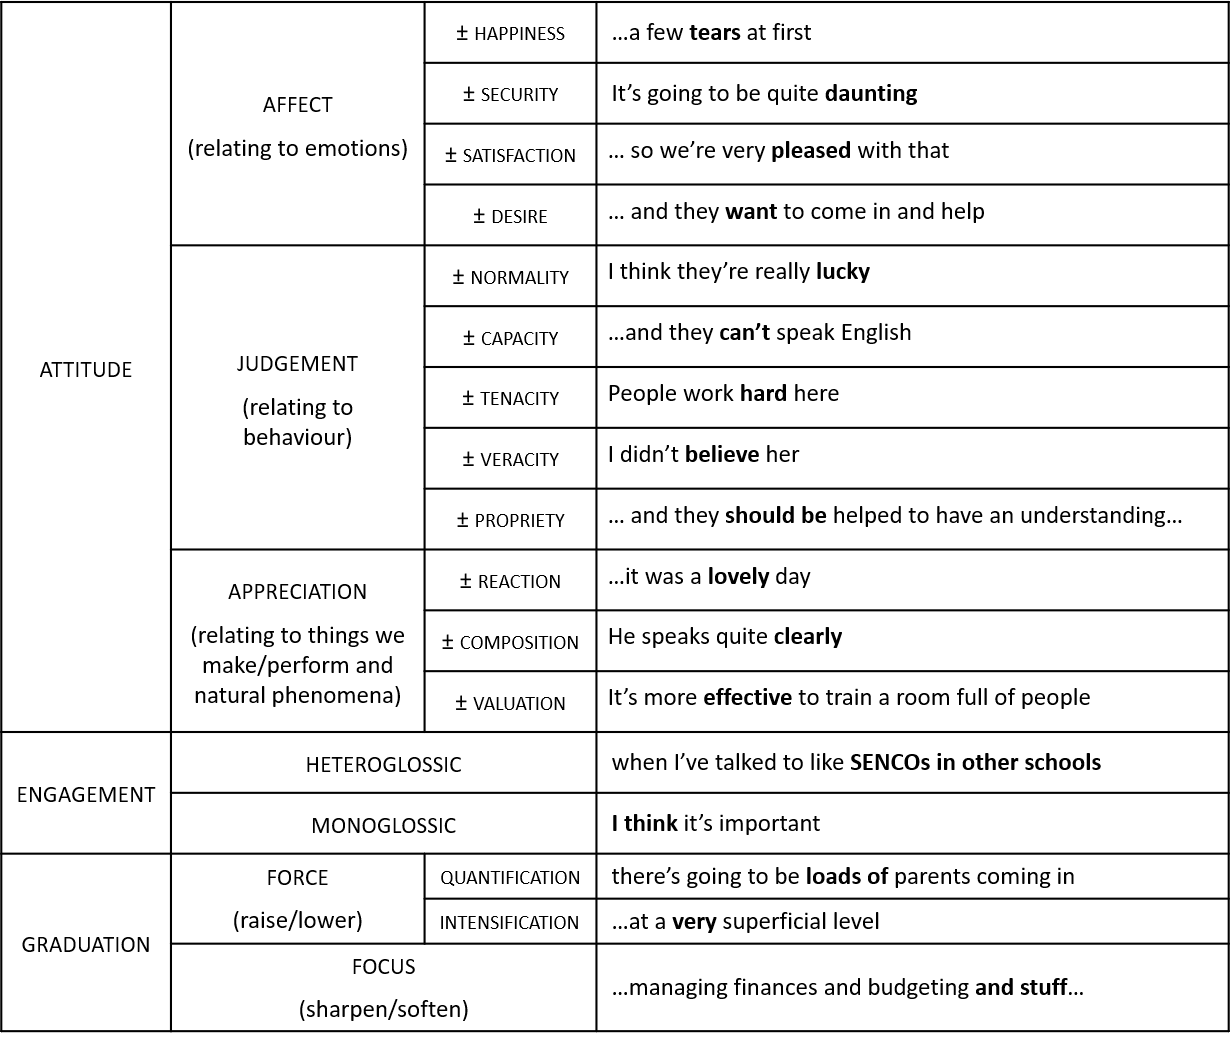 ATTITUDE
AFFECT
(relating to emotions)
± HAPPINESS
…a few tears at first
± SECURITY
It’s going to be quite daunting
± SATISFACTION
… so we’re very pleased with that
± DESIRE
… and they want to come in and help
JUDGEMENT
(relating to
behaviour)
± NORMALITY
I think they’re really lucky
± CAPACITY
…and they can’t speak English
± TENACITY
People work hard here
± VERACITY
I didn’t believe her
± PROPRIETY
… and they should be helped to have an understanding…
APPRECIATION
(relating to things we
make/perform and
natural phenomena)
± REACTION
…it was a lovely day
± COMPOSITION
He speaks quite clearly
± VALUATION
It’s more effective to train a room full of people
ENGAGEMENT
HETEROGLOSSIC
when I’ve talked to like SENCOs in other schools
MONOGLOSSIC
I think it’s important
GRADUATION
FORCE
(raise/lower)
QUANTIFICATION
there’s going to be loads of parents coming in
INTENSIFICATION
…at a very superficial level
FOCUS
(sharpen/soften)
…managing finances and budgeting and stuff…